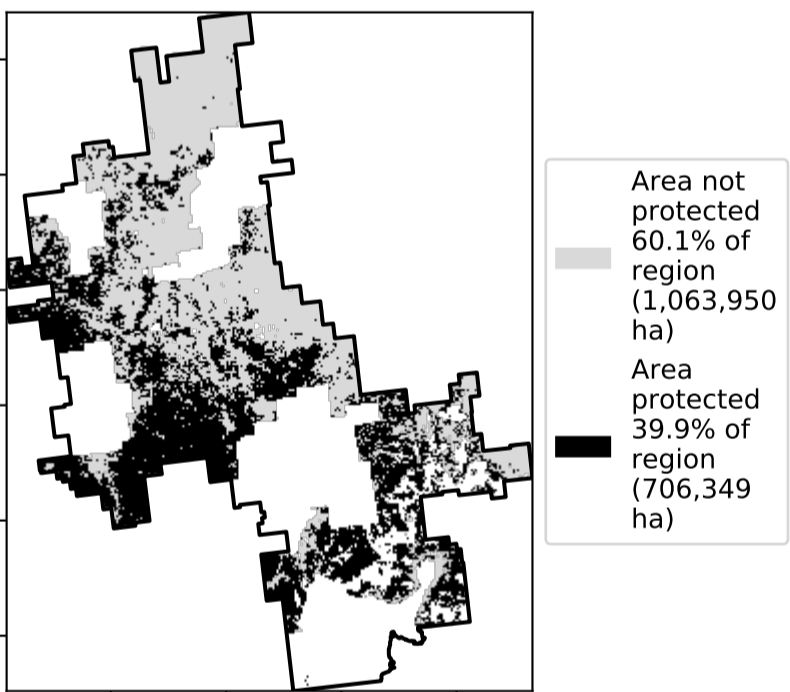 Area not
protected
60.1% of
region
(1,063,950
ha)
Area
protected
39.9% of
region
(706,349
ha)